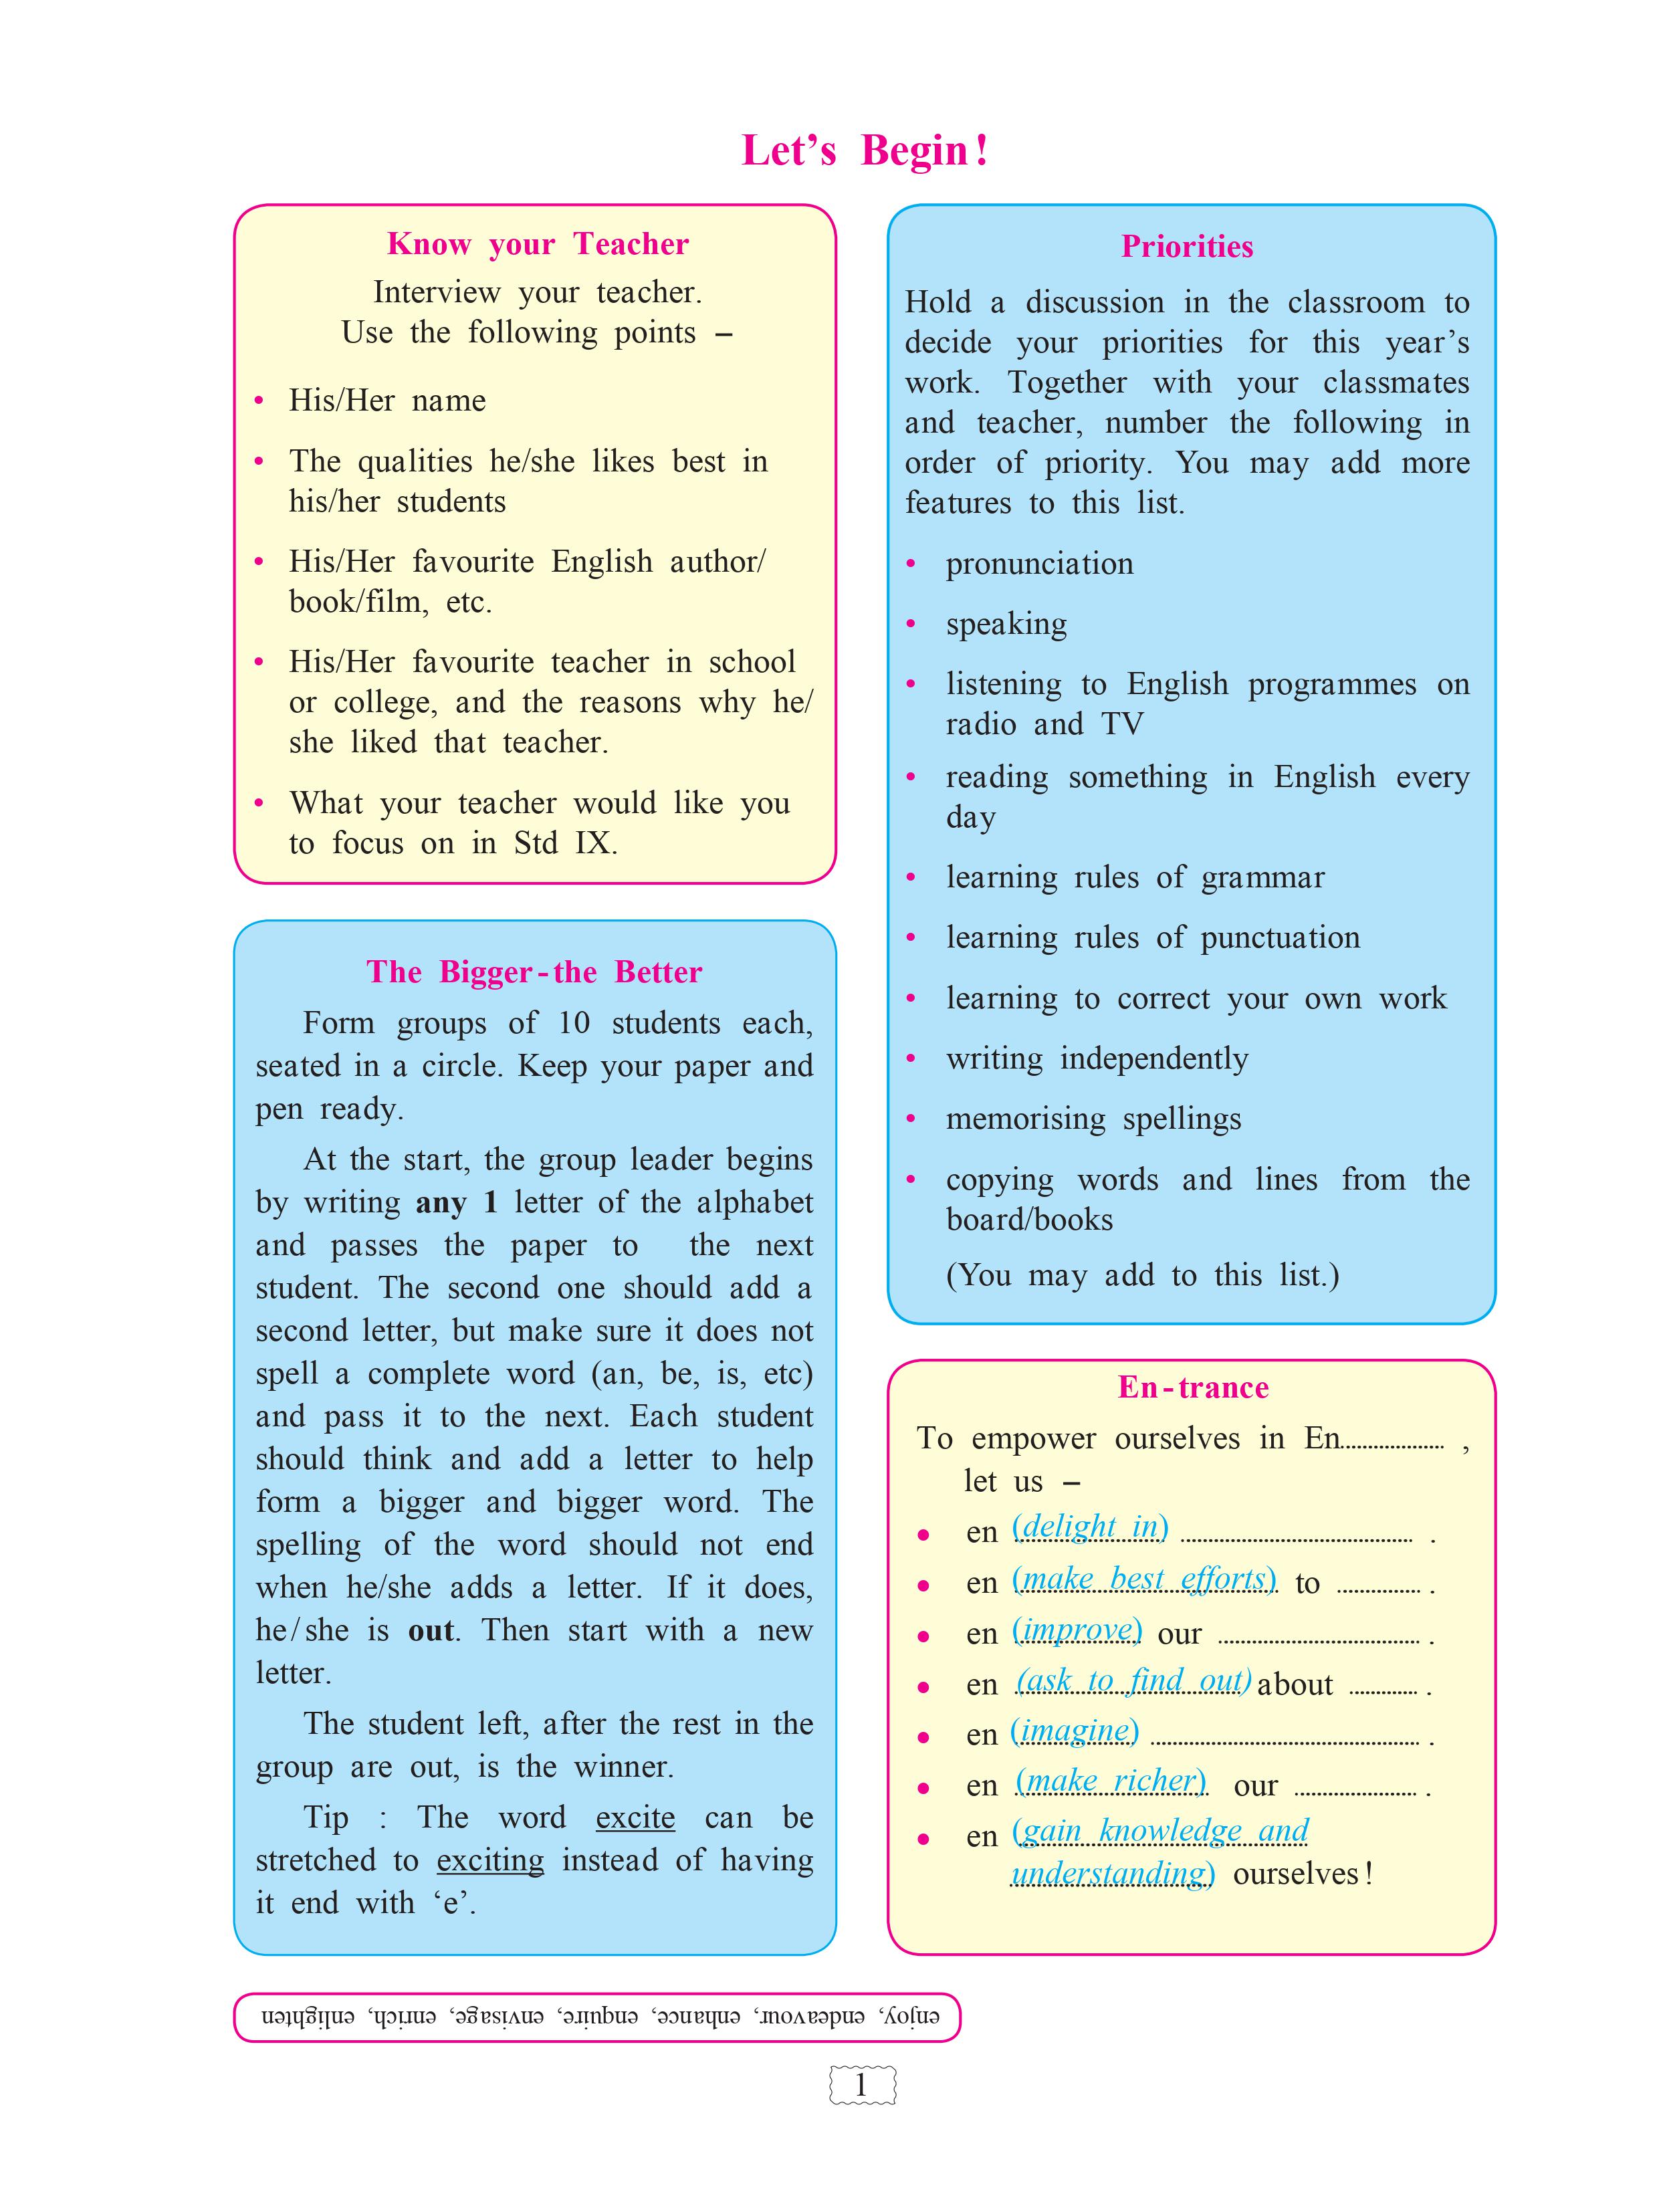 Let’s Begin!
Know your Teacher
Interview your teacher.
Use the following points –
• His/Her name
• The qualities he/she likes best in
his/her students
• His/Her favourite English author/
book/film, etc.
• His/Her favourite teacher in school
or college, and the reasons why he/
she liked that teacher.
• What your teacher would like you
to focus on in Std IX.
The Bigger-the Better
Form groups of 10 students each,
seated in a circle. Keep your paper and
pen ready.
At the start, the group leader begins
by writing any 1 letter of the alphabet
and passes the paper to the next
student. The second one should add a
second letter, but make sure it does not
spell a complete word (an, be, is, etc)
and pass it to the next. Each student
should think and add a letter to help
form a bigger and bigger word. The
spelling of the word should not end
when he/she adds a letter. If it does,
he/she is out. Then start with a new
letter.
The student left, after the rest in the
group are out, is the winner.
Tip : The word excite can be
stretched to exciting instead of having
it end with ‘e’.
Priorities
Hold a discussion in the classroom to
decide your priorities for this year’s
work. Together with your classmates
and teacher, number the following in
order of priority. You may add more
features to this list.
• pronunciation
• speaking
• listening to English programmes on
radio and TV
• reading something in English every
day
• learning rules of grammar
• learning rules of punctuation
• learning to correct your own work
• writing independently
• memorising spellings
• copying words and lines from the
board/books
(You may add to this list.)
En-trance
To empower ourselves in En................... ,
let us –
• en (delight in) .......................................... .
• en (make best efforts) to ............... .
• en (improve) our ..................................... .
• en (ask to find out) about ............ .
• en (imagine) ................................................. .
• en (make richer) our ...................... .
• en (gain knowledge and
understanding) ourselves!
enjoy, endeavour, enhance, enquire, envisage, enrich, enlighten
1